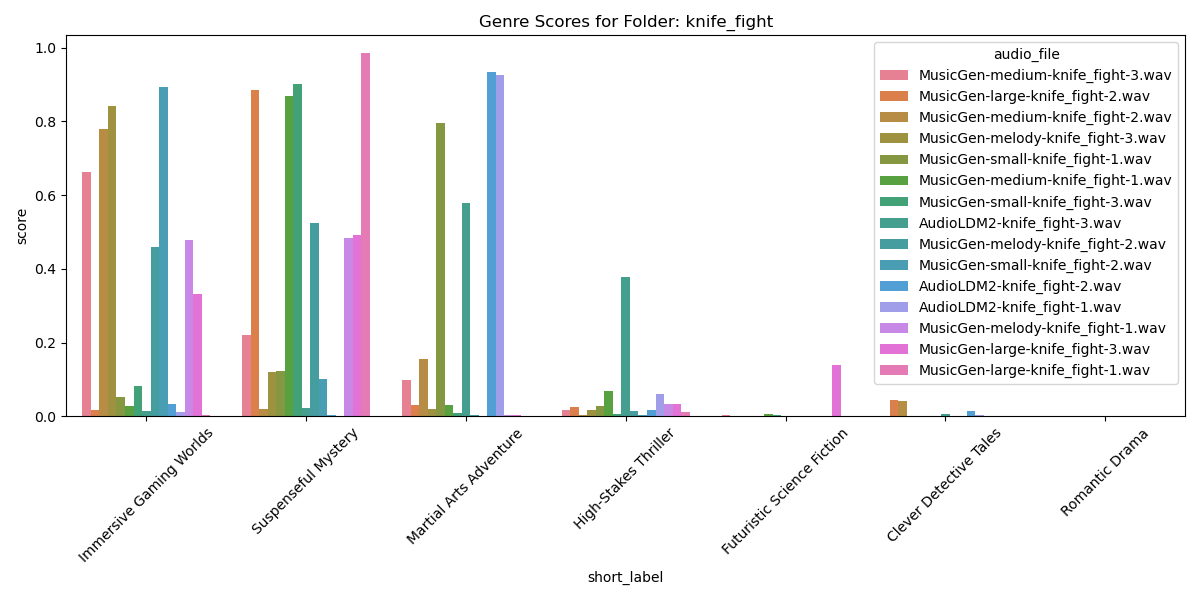 Genre Scores for Folder: knife_fight
score
1.0
0.8
0.6
0.4
0.2
0.0
audio_file
MusicGen-medium-knife_fight-3.wav
MusicGen-large-knife_fight-2.wav
MusicGen-medium-knife_fight-2.wav
MusicGen-melody-knife_fight-3.wav
MusicGen-small-knife_fight-1.wav
MusicGen-medium-knife_fight-1.wav
MusicGen-small-knife_fight-3.wav
AudioLDM2-knife_fight-3.wav
MusicGen-melody-knife_fight-2.wav
MusicGen-small-knife_fight-2.wav
AudioLDM2-knife_fight-2.wav
AudioLDM2-knife_fight-1.wav
MusicGen-melody-knife_fight-1.wav
MusicGen-large-knife_fight-3.wav
MusicGen-large-knife_fight-1.wav
Immersive Gaming Worlds
Suspenseful Mystery
Martial Arts Adventure
High-Stakes Thriller
Futuristic Science Fiction
Clever Detective Tales
Romantic Drama
short_label